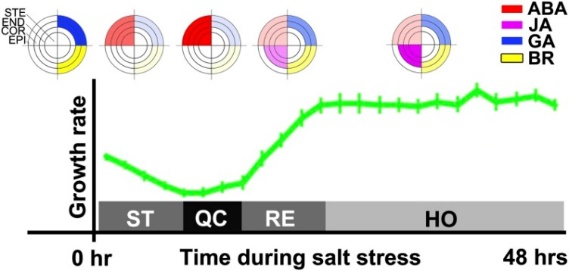 STE
END
COR
EPI
ABA
JA
GA
BR
Growth rate
ST QC RE HO
0 hr Time during salt stress 48 hrs